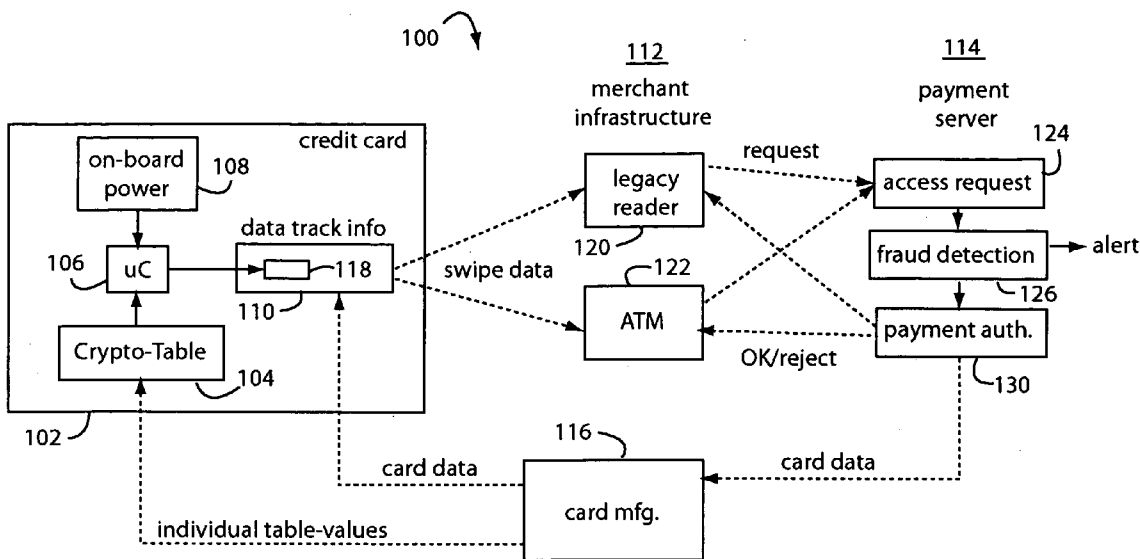 100
112
merchant
infrastructure
114
payment
server
credit card
on-board
power
108
106
uC
data track info
118
110
Crypto-Table
104
102
swipe data
legacy
reader
120
122
ATM
request
124
access request
fraud detection
alert
126
payment auth.
130
OK/reject
116
card mfg.
card data
card data
individual table-values